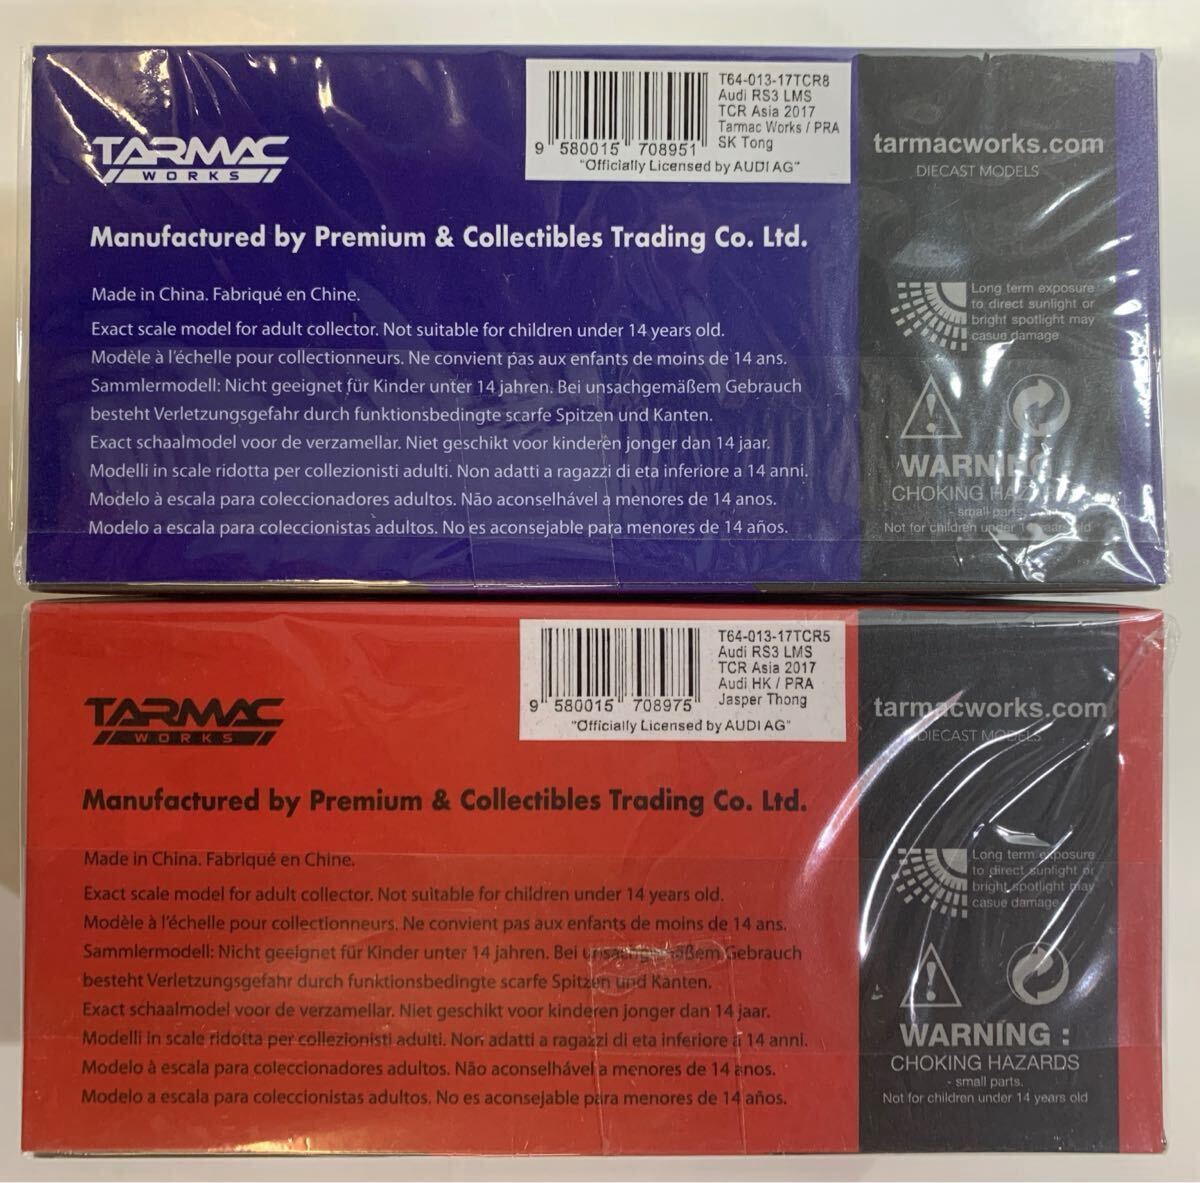 TARMAC
WORKS
9 580015 708951
T64-013-17TCR8
Audi RS3 LMS
TCR Asia 2017
Tarmac Works / PRA
SK Tong
"Officially Licensed by AUDI AG"
tarmacworks.com
DIECAST MODELS
Manufactured by Premium & Collectibles Trading Co. Ltd.
Made in China. Fabriqué en Chine.
Exact scale model for adult collector. Not suitable for children under 14 years old.
Modèle à l'échelle pour collectionneurs. Ne convient pas aux enfants de moins de 14 ans.
Sammlermodell: Nicht geeignet für Kinder unter 14 jahren. Bei unsachgemäßem Gebrauch
besteht Verletzungsgefahr durch funktionsbedingte scarfe Spitzen und Kanten.
Exact schaalmodel voor de verzamellar. Niet geschikt voor kinderen jonger dan 14 jaar.
Modelli in scale ridotta per collezionisti adulti. Non adatti a ragazzi di eta inferiore a 14 anni.
Modelo à escala para coleccionadores adultos. Não aconselhável a menores de 14 anos.
Modelo a escala para coleccionistas adultos. No es aconsejable para menores de 14 años.
Long term exposure
to direct sunlight or
bright spotlight may
casue damage
WARNING
CHOKING HAZARDS
- small parts.
Not for children under 14 years old
TARMAC
WORKS
9 580015 708975
T64-013-17TCR5
Audi RS3 LMS
TCR Asia 2017
Audi HK / PRA
Jasper Thong
"Officially Licensed by AUDI AG"
tarmacworks.com
DIECAST MODELS
Manufactured by Premium & Collectibles Trading Co. Ltd.
Made in China. Fabriqué en Chine.
Exact scale model for adult collector. Not suitable for children under 14 years old.
Modèle à l'échelle pour collectionneurs. Ne convient pas aux enfants de moins de 14 ans.
Sammlermodell: Nicht geeignet für Kinder unter 14 jahren. Bei unsachgemäßem Gebrauch
besteht Verletzungsgefahr durch funktionsbedingte scarfe Spitzen und Kanten.
Exact schaalmodel voor de verzamellar. Niet geschikt voor kinderen jonger dan 14 jaar.
Modelli in scale ridotta per collezionisti adulti. Non adatti a ragazzi di eta inferiore a 14 anni.
Modelo à escala para coleccionadores adultos. Não aconselhável a menores de 14 anos.
Modelo a escala para coleccionistas adultos. No es aconsejable para menores de 14 años.
Long term exposure
to direct sunlight or
bright spotlight may
casue damage
WARNING :
CHOKING HAZARDS
- small parts.
Not for children under 14 years old